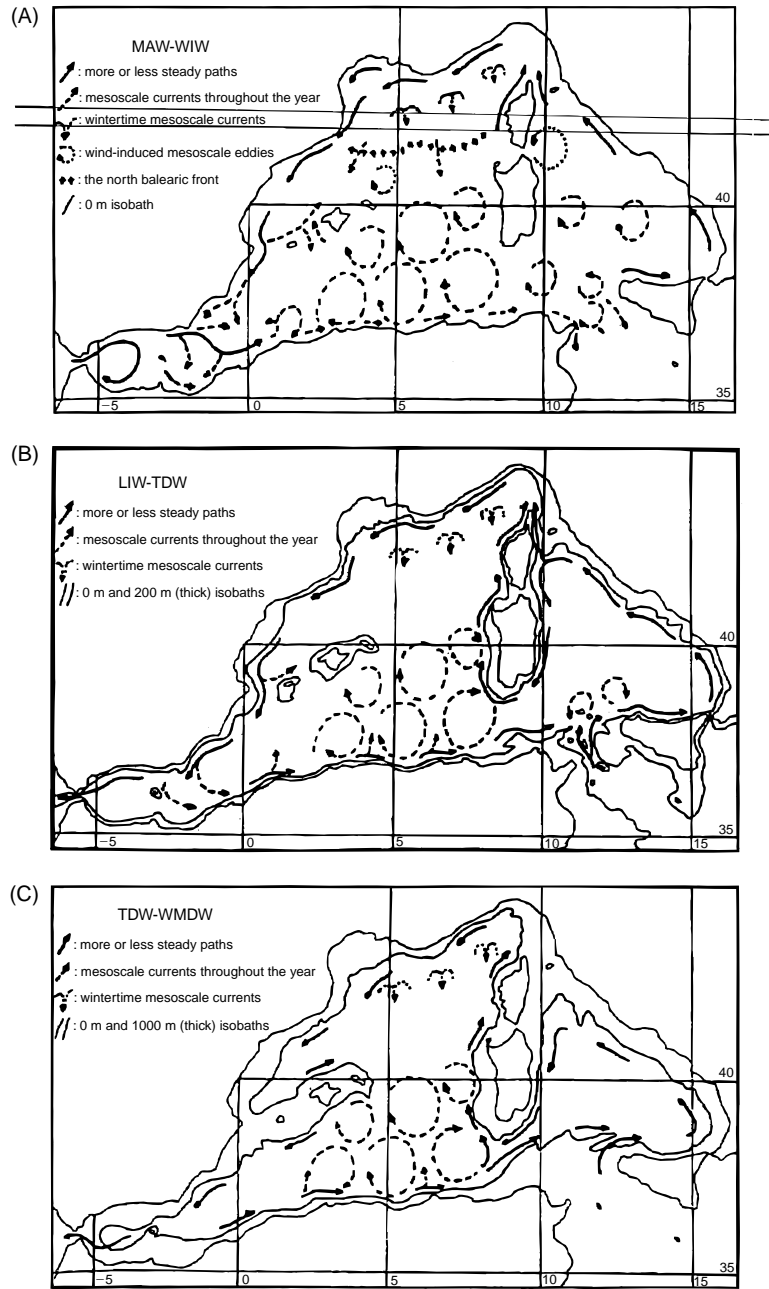 (A)
MAW-WIW
: more or less steady paths
: mesoscale currents throughout the year
: wintertime mesoscale currents
: wind-induced mesoscale eddies
: the north balearic front
: 0 m isobath
40
35
−5
0
5
10
15
(B)
LIW-TDW
: more or less steady paths
: mesoscale currents throughout the year
: wintertime mesoscale currents
: 0 m and 200 m (thick) isobaths
40
35
−5
0
5
10
15
(C)
TDW-WMDW
: more or less steady paths
: mesoscale currents throughout the year
: wintertime mesoscale currents
: 0 m and 1000 m (thick) isobaths
40
35
−5
0
5
10
15